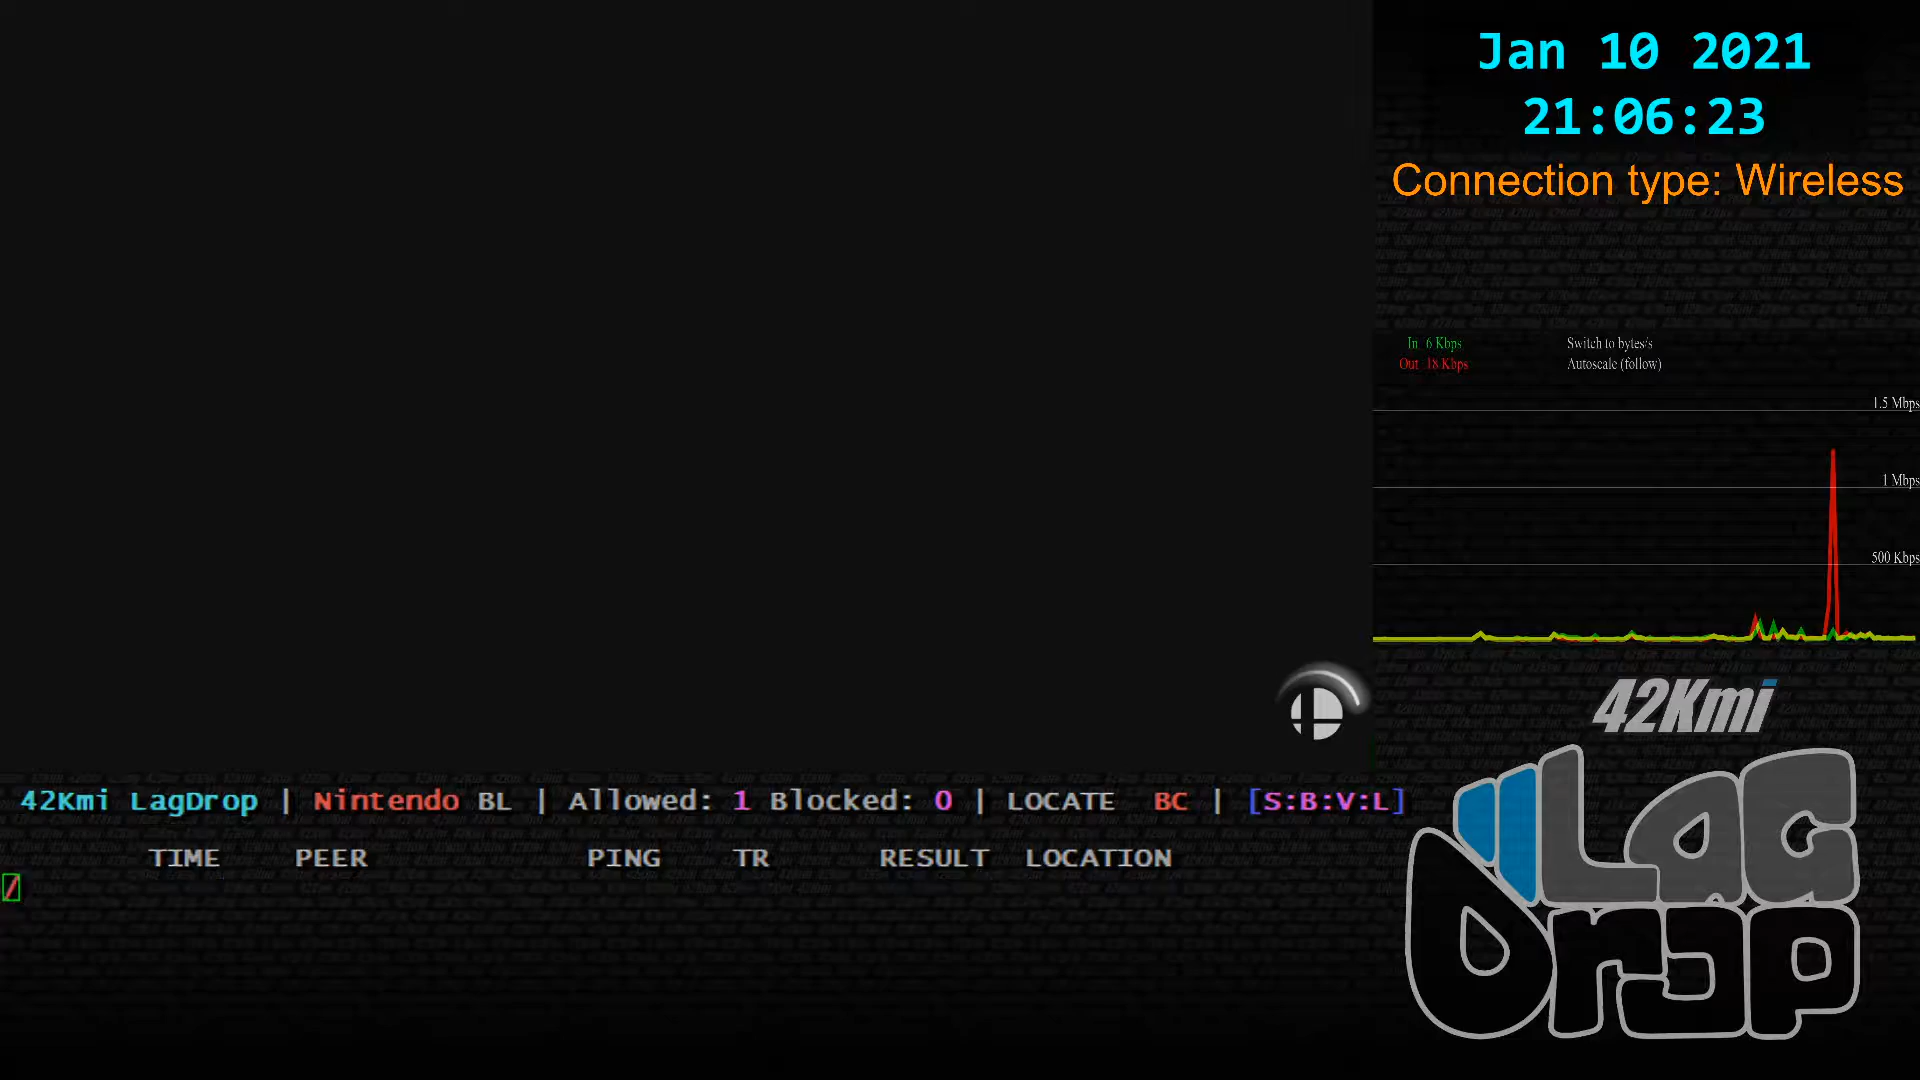 Jan 10 2021
21:06:23
Connection type: Wireless
In 6 Kbps
Switch to bytes/s
Out 18 Kbps
Autoscale (follow)
1.5 Mbps
1 Mbps
500 Kbps
42Kmi
LAG
Drop
42Kmi LagDrop | Nintendo BL | Allowed: 1 Blocked: 0 | LOCATE BC | [S:B:V:L]
TIME PEER PING TR RESULT LOCATION